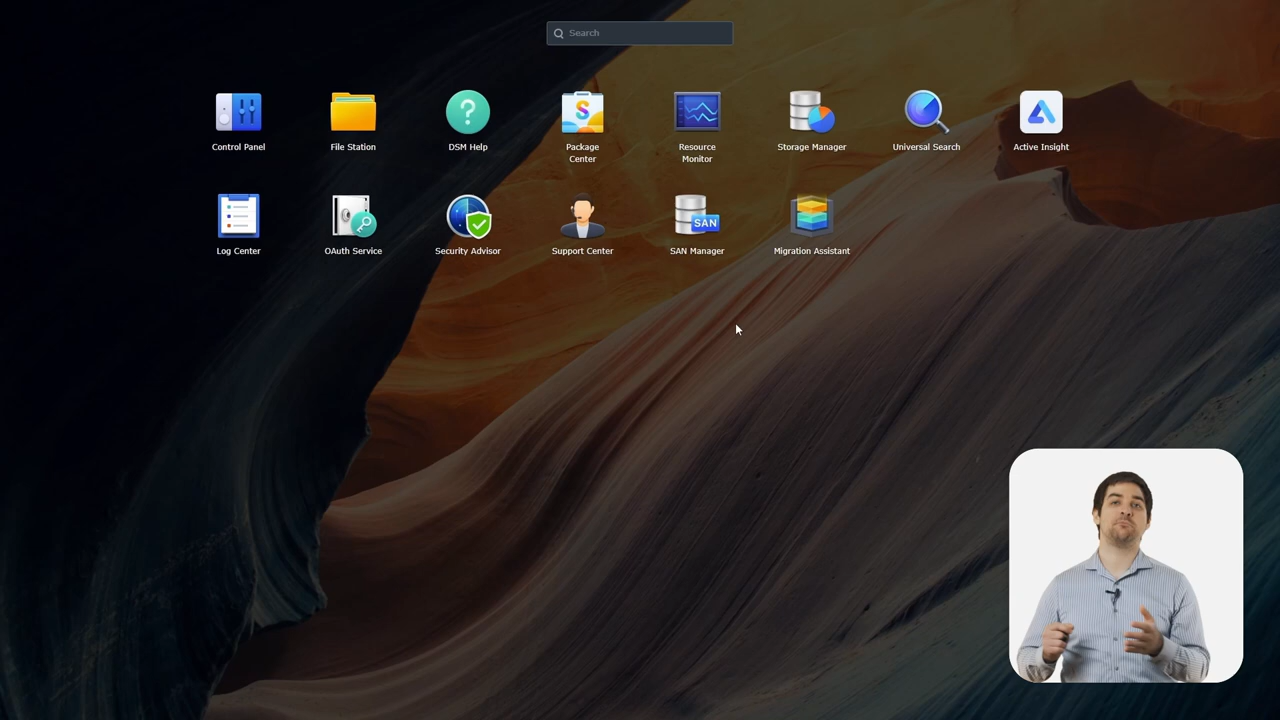 Search
Control Panel
File Station
DSM Help
Package
Center
Resource
Monitor
Storage Manager
Universal Search
Active Insight
Log Center
OAuth Service
Security Advisor
Support Center
SAN
SAN Manager
Migration Assistant